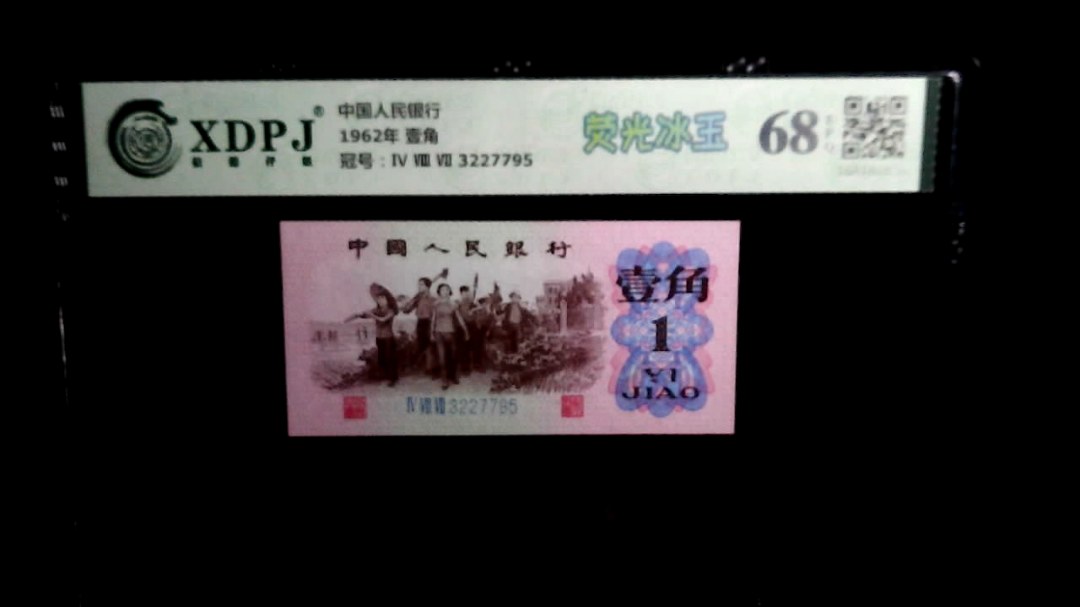 XDPJ®
中国人民银行
1962年 壹角
冠号：Ⅳ Ⅷ Ⅶ 3227795
荧光冰玉
68
EPQ
中國人民銀行
壹角
1
YI
JIAO
Ⅳ Ⅷ Ⅶ 3227795